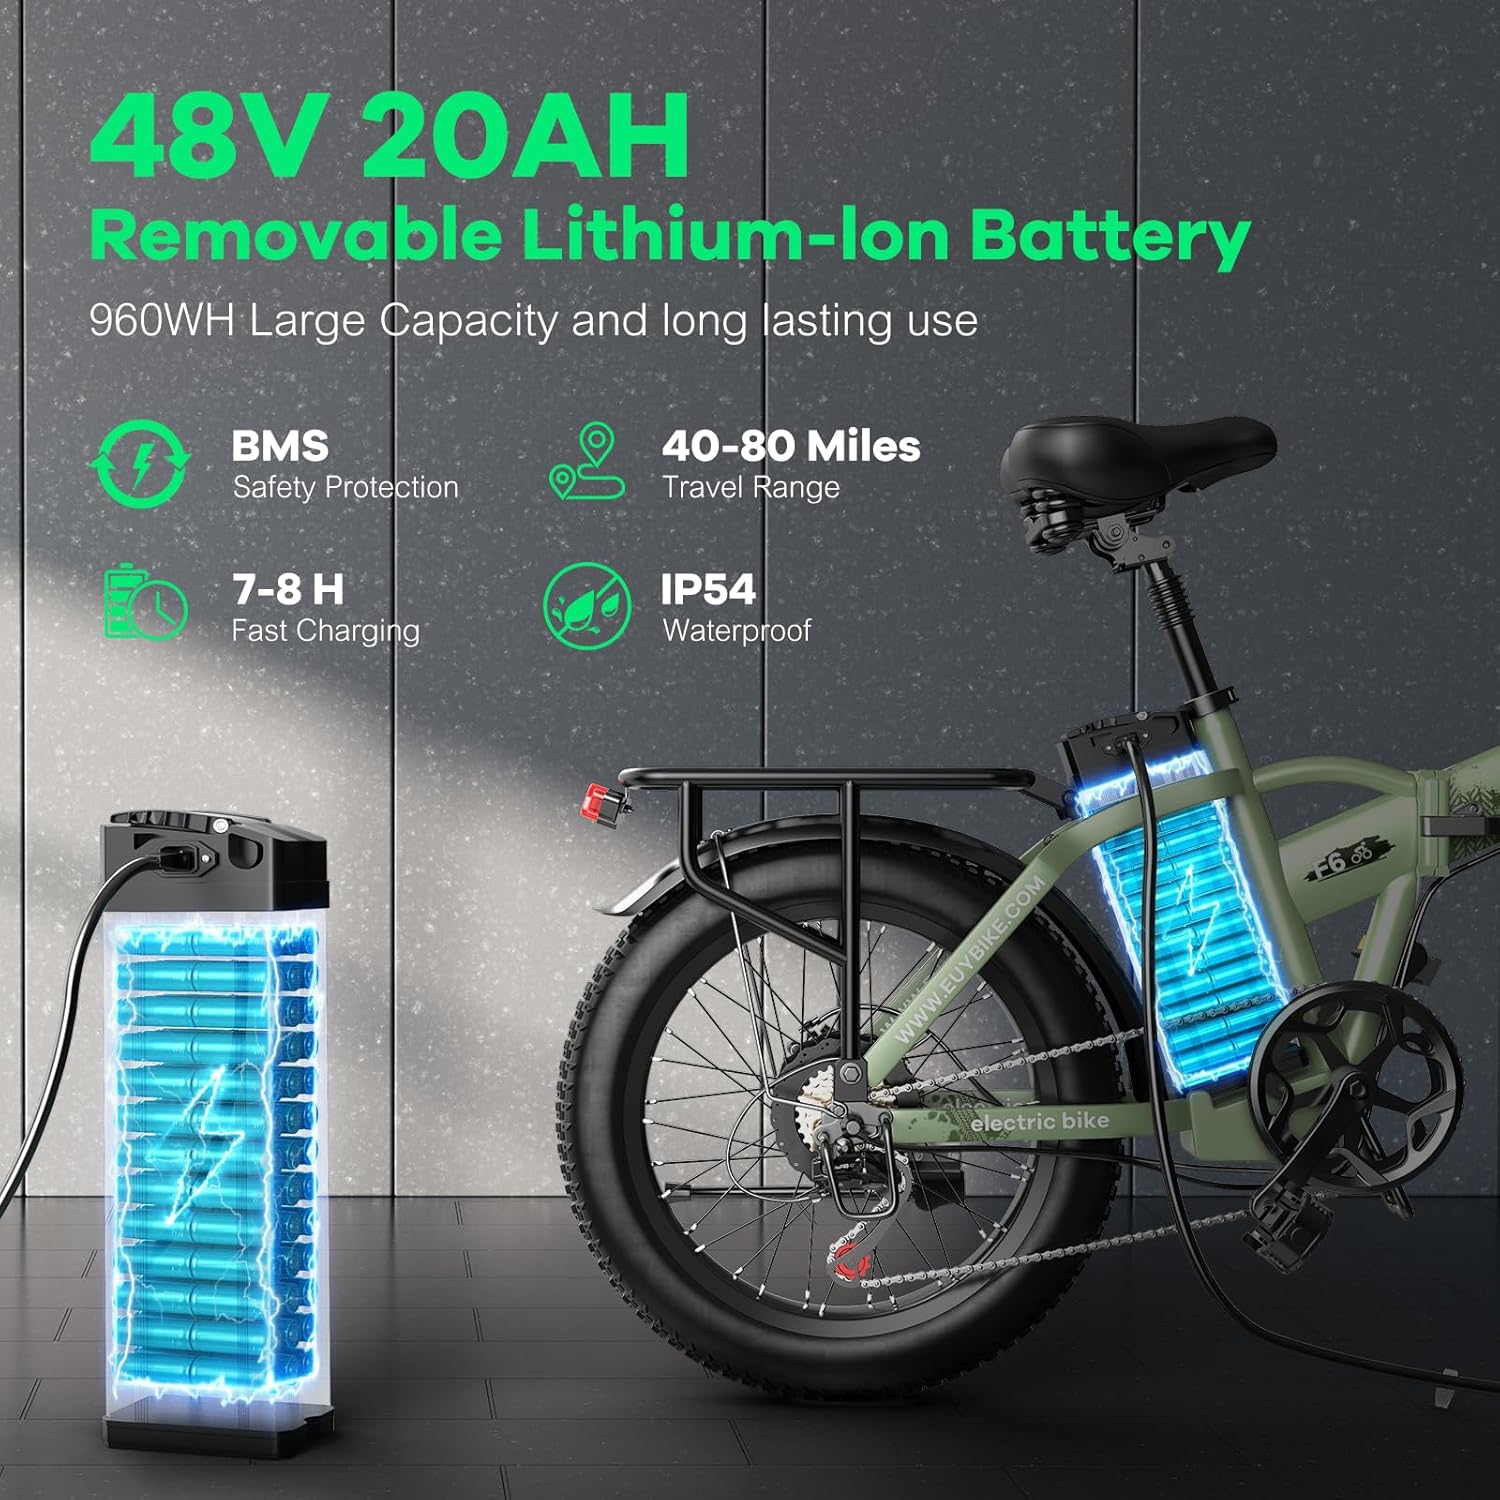 48V 20AH
Removable Lithium-Ion Battery
960WH Large Capacity and long lasting use
BMS
Safety Protection
40-80 Miles
Travel Range
7-8 H
Fast Charging
IP54
Waterproof
F6
WWW.EUYBIKE.COM
electric bike